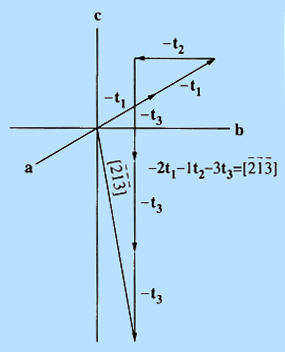 c
–t₂
–t₁
–t₁
–t₃
b
a
[2̄1̄3̄]
–2t₁–1t₂–3t₃=[2̄1̄3̄]
–t₃
–t₃